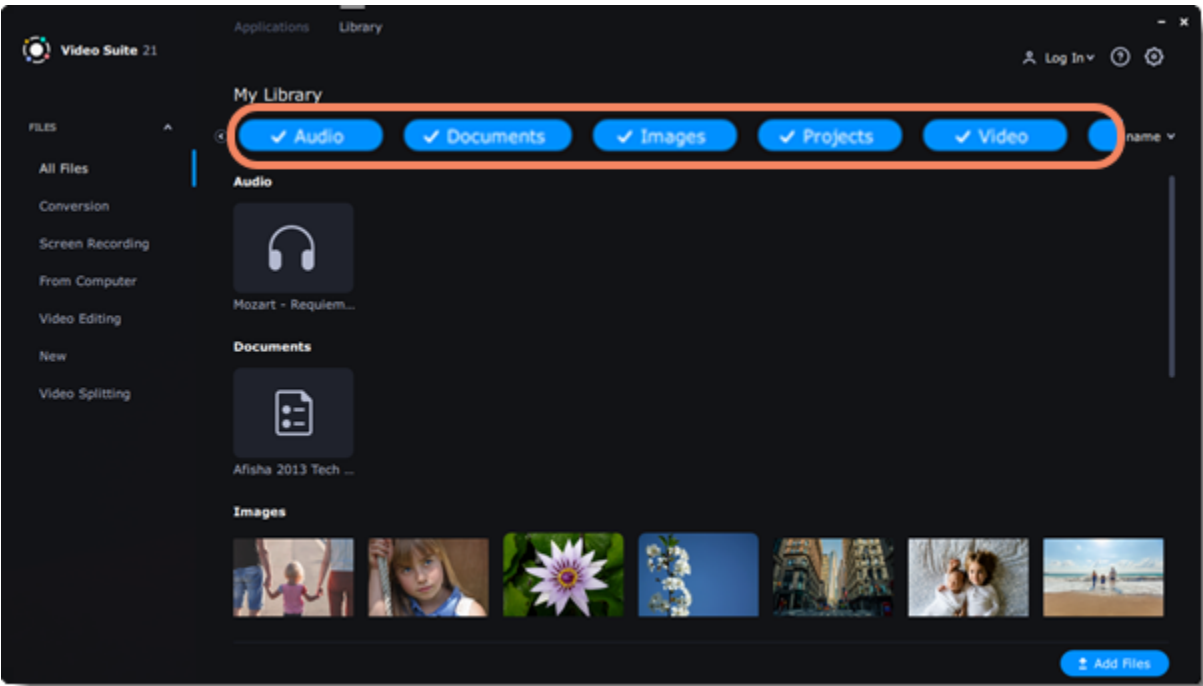 Applications Library
Video Suite 21
Log In
My Library
FILES
Audio Documents Images Projects Video
name
All Files
Conversion
Screen Recording
From Computer
Video Editing
New
Video Splitting
Audio
Mozart - Requiem...
Documents
Afisha 2013 Tech ...
Images
Add Files